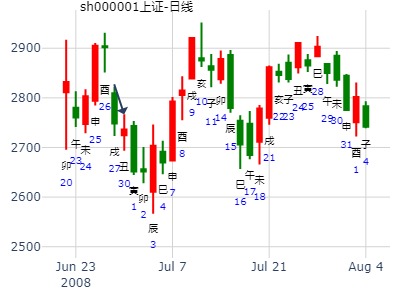 sh000001上证-日线
2900
2800
2700
2600
2500
卯
20
午
23
未
24
申
25
酉
26
戌
27
丑
30
寅
1
卯
2
辰
3
巳
4
申
7
酉
8
戌
9
亥
10
子
11
卯
14
辰
15
巳
16
午
17
未
18
戌
21
亥
22
子
23
丑
24
寅
25
巳
28
午
29
未
30
申
31
酉
1
子
4
Jun 23
2008
Jul 7
Jul 21
Aug 4